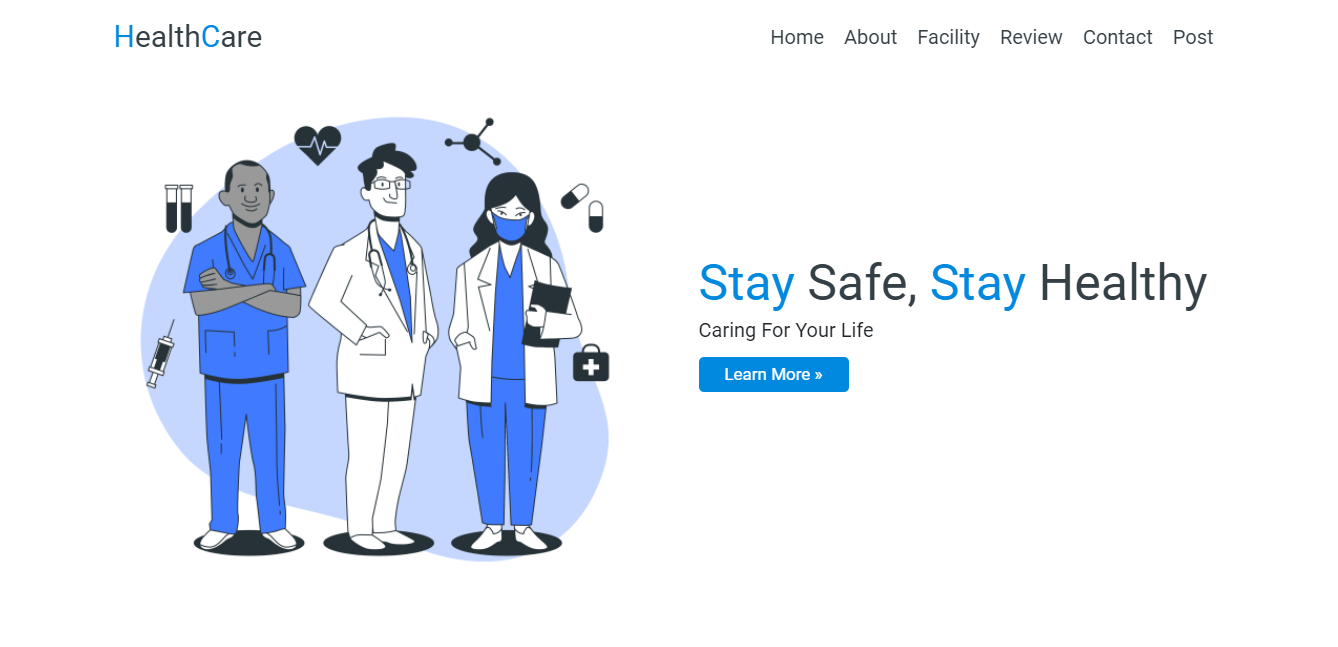 HealthCare
Home About Facility Review Contact Post
Stay Safe, Stay Healthy
Caring For Your Life
Learn More »